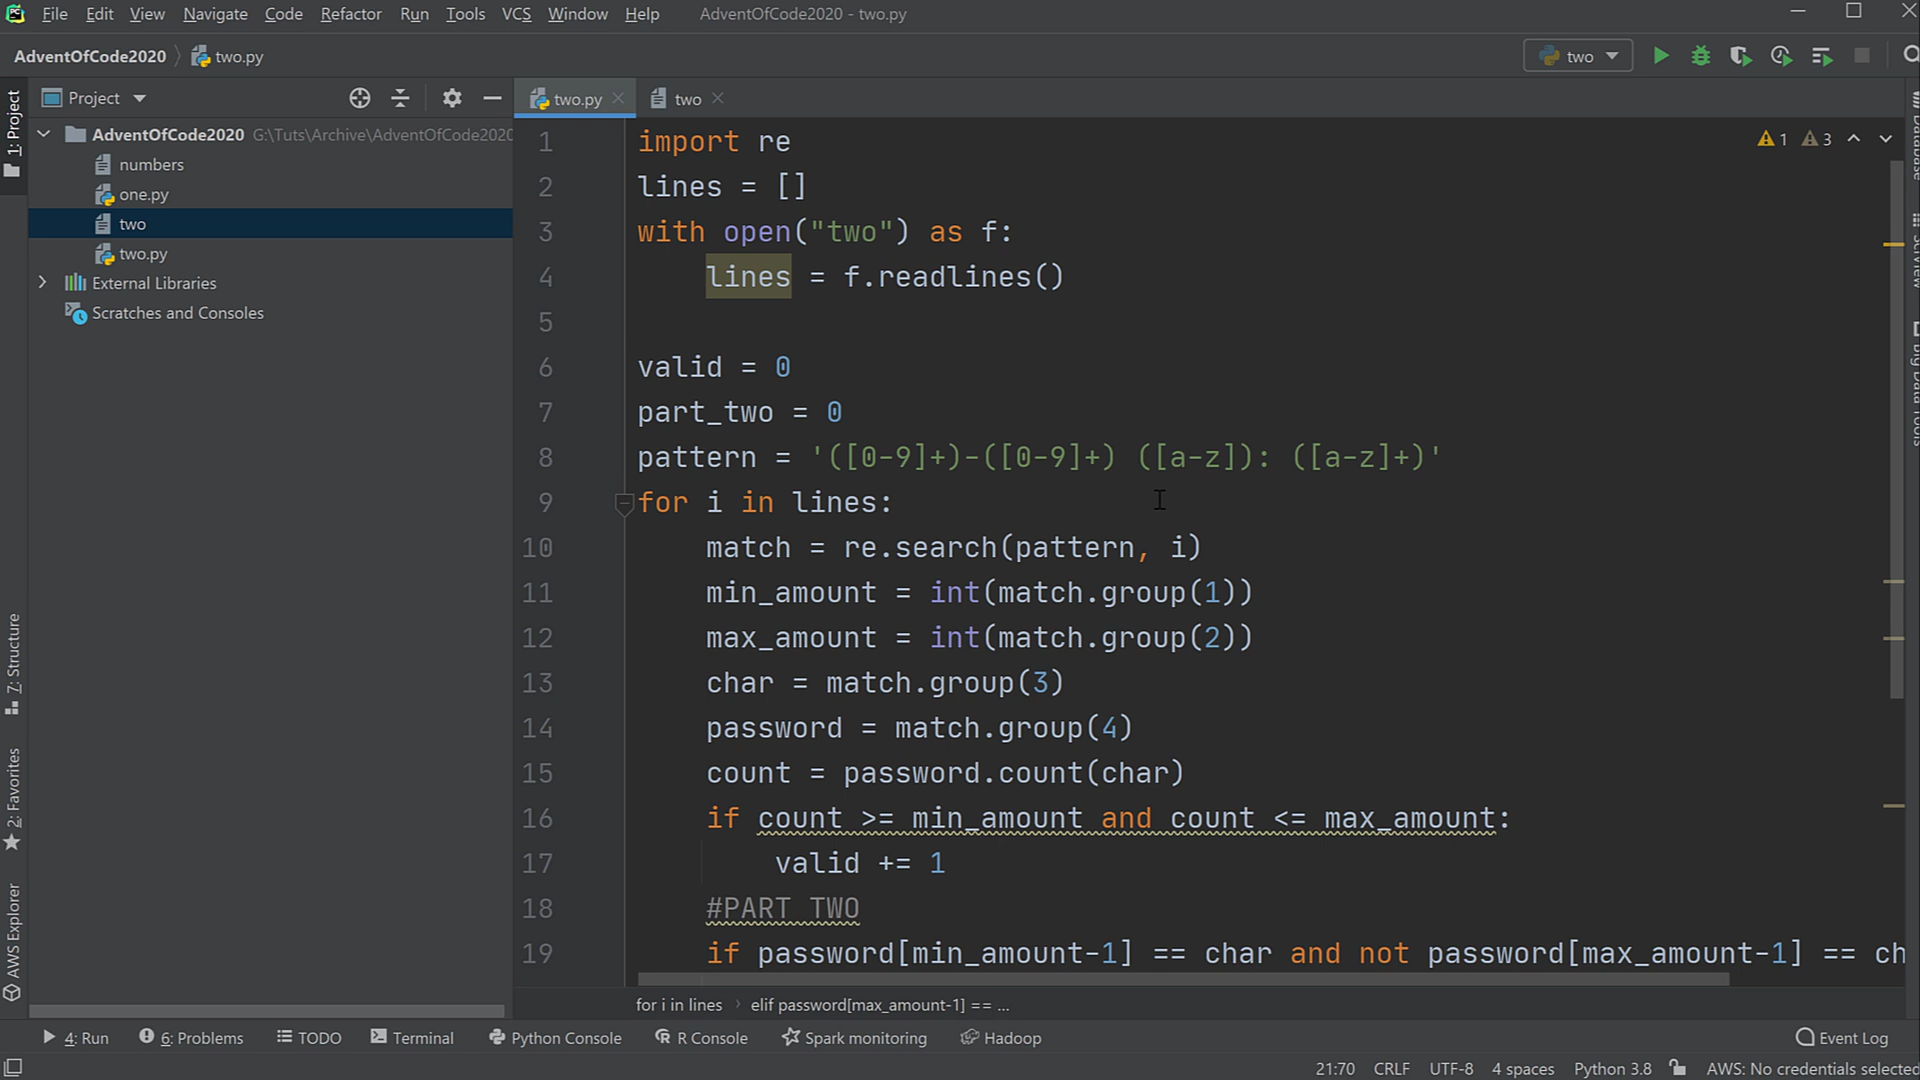 File Edit View Navigate Code Refactor Run Tools VCS Window Help AdventOfCode2020 - two.py
AdventOfCode2020 two.py two
1: Project
Project
AdventOfCode2020 G:\Tuts\Archive\AdventOfCode2020
numbers
one.py
two
two.py
External Libraries
Scratches and Consoles
7: Structure
2: Favorites
AWS Explorer
two.py two
1 3
1 import re
2 lines = []
3 with open("two") as f:
4 lines = f.readlines()
5
6 valid = 0
7 part_two = 0
8 pattern = '([0-9]+)-([0-9]+) ([a-z]): ([a-z]+)'
9 for i in lines:
10 match = re.search(pattern, i)
11 min_amount = int(match.group(1))
12 max_amount = int(match.group(2))
13 char = match.group(3)
14 password = match.group(4)
15 count = password.count(char)
16 if count >= min_amount and count <= max_amount:
17 valid += 1
18 #PART TWO
19 if password[min_amount-1] == char and not password[max_amount-1] == ch
for i in lines elif password[max_amount-1] == ...
Database
SciView
Big Data Tools
4: Run 6: Problems TODO Terminal Python Console R Console Spark monitoring Hadoop Event Log
21:70 CRLF UTF-8 4 spaces Python 3.8 AWS: No credentials selected